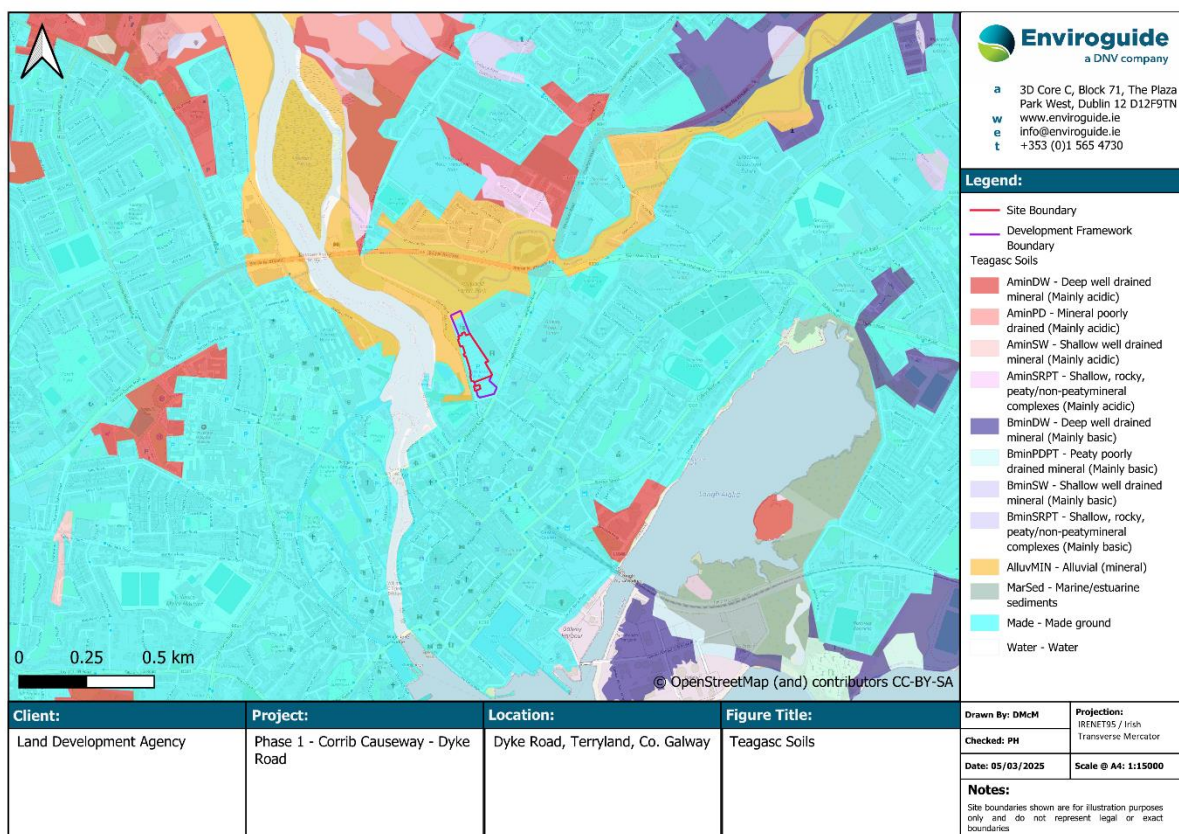 Enviroguide
a DNV company
a 3D Core C, Block 71, The Plaza
Park West, Dublin 12 D12F9TN
w www.enviroguide.ie
e info@enviroguide.ie
t +353 (0)1 565 4730
Legend:
Site Boundary
Development Framework
Boundary
Teagasc Soils
AminDW - Deep well drained
mineral (Mainly acidic)
AminPD - Mineral poorly
drained (Mainly acidic)
AminSW - Shallow well drained
mineral (Mainly acidic)
AminSRPT - Shallow, rocky,
peaty/non-peatymineral
complexes (Mainly acidic)
BminDW - Deep well drained
mineral (Mainly basic)
BminPDPT - Peaty poorly
drained mineral (Mainly basic)
BminSW - Shallow well drained
mineral (Mainly basic)
BminSRPT - Shallow, rocky,
peaty/non-peatymineral
complexes (Mainly basic)
AlluvMIN - Alluvial (mineral)
MarSed - Marine/estuarine
sediments
Made - Made ground
Water - Water
Lough Atalia
0 0.25 0.5 km
© OpenStreetMap (and) contributors CC-BY-SA
Client:
Land Development Agency
Project:
Phase 1 - Corrib Causeway - Dyke
Road
Location:
Dyke Road, Terryland, Co. Galway
Figure Title:
Teagasc Soils
Drawn By: DMcM
Projection:
IRENET95 / Irish
Transverse Mercator
Checked: PH
Date: 05/03/2025
Scale @ A4: 1:15000
Notes:
Site boundaries shown are for illustration purposes
only and do not represent legal or exact
boundaries